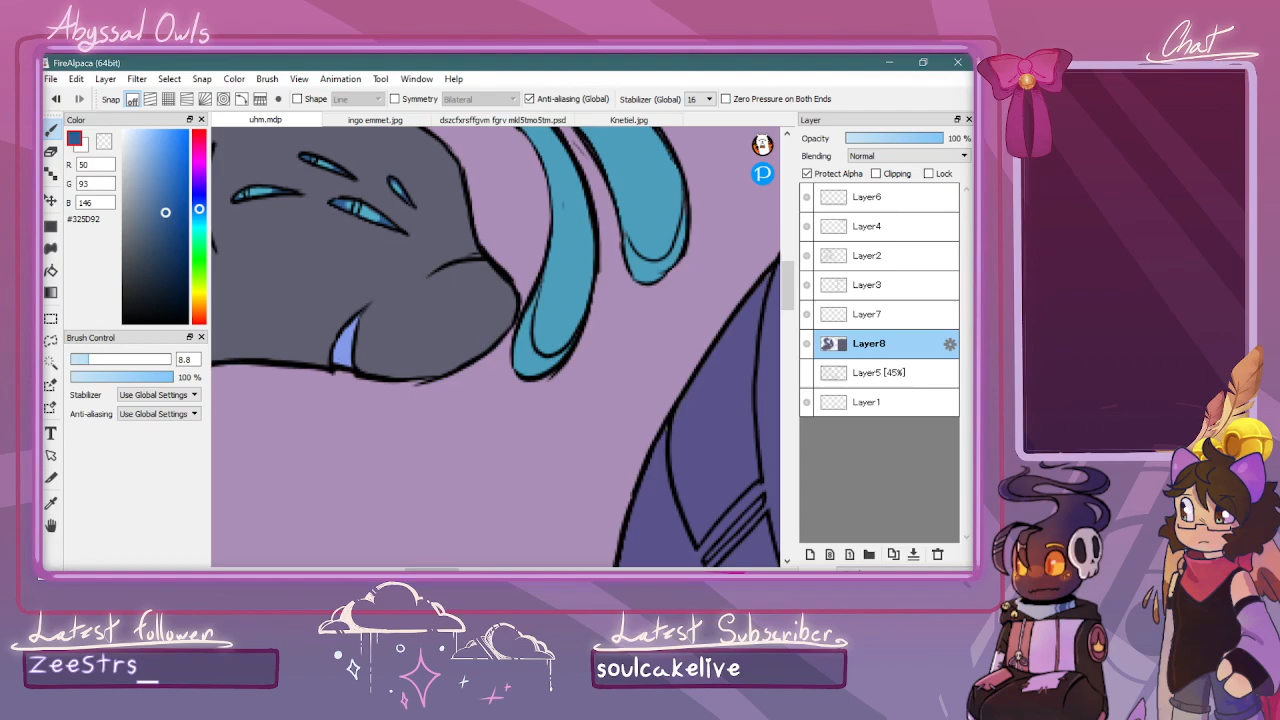 Abyssal Owls
Chat
FireAlpaca (64bit)
File Edit Layer Filter Select Snap Color Brush View Animation Tool Window Help
Snap off Shape Line Symmetry Bilateral Anti-aliasing (Global) Stabilizer (Global) 16 Zero Pressure on Both Ends
Color
uhm.mdp ingo emmet.jpg dszcfxrsffgvm fgrv mkl5tmo5tm.psd Knetiel.jpg
Layer
R 50
G 93
B 146
#325D92
Opacity 100 %
Blending Normal
Protect Alpha Clipping Lock
Layer6
Layer4
Layer2
Layer3
Layer7
Layer8
Layer5 [45%]
Layer1
Brush Control
8.8
100 %
Stabilizer Use Global Settings
Anti-aliasing Use Global Settings
T
P
Latest follower
zeestrs_
Latest Subscriber
soulcakelive